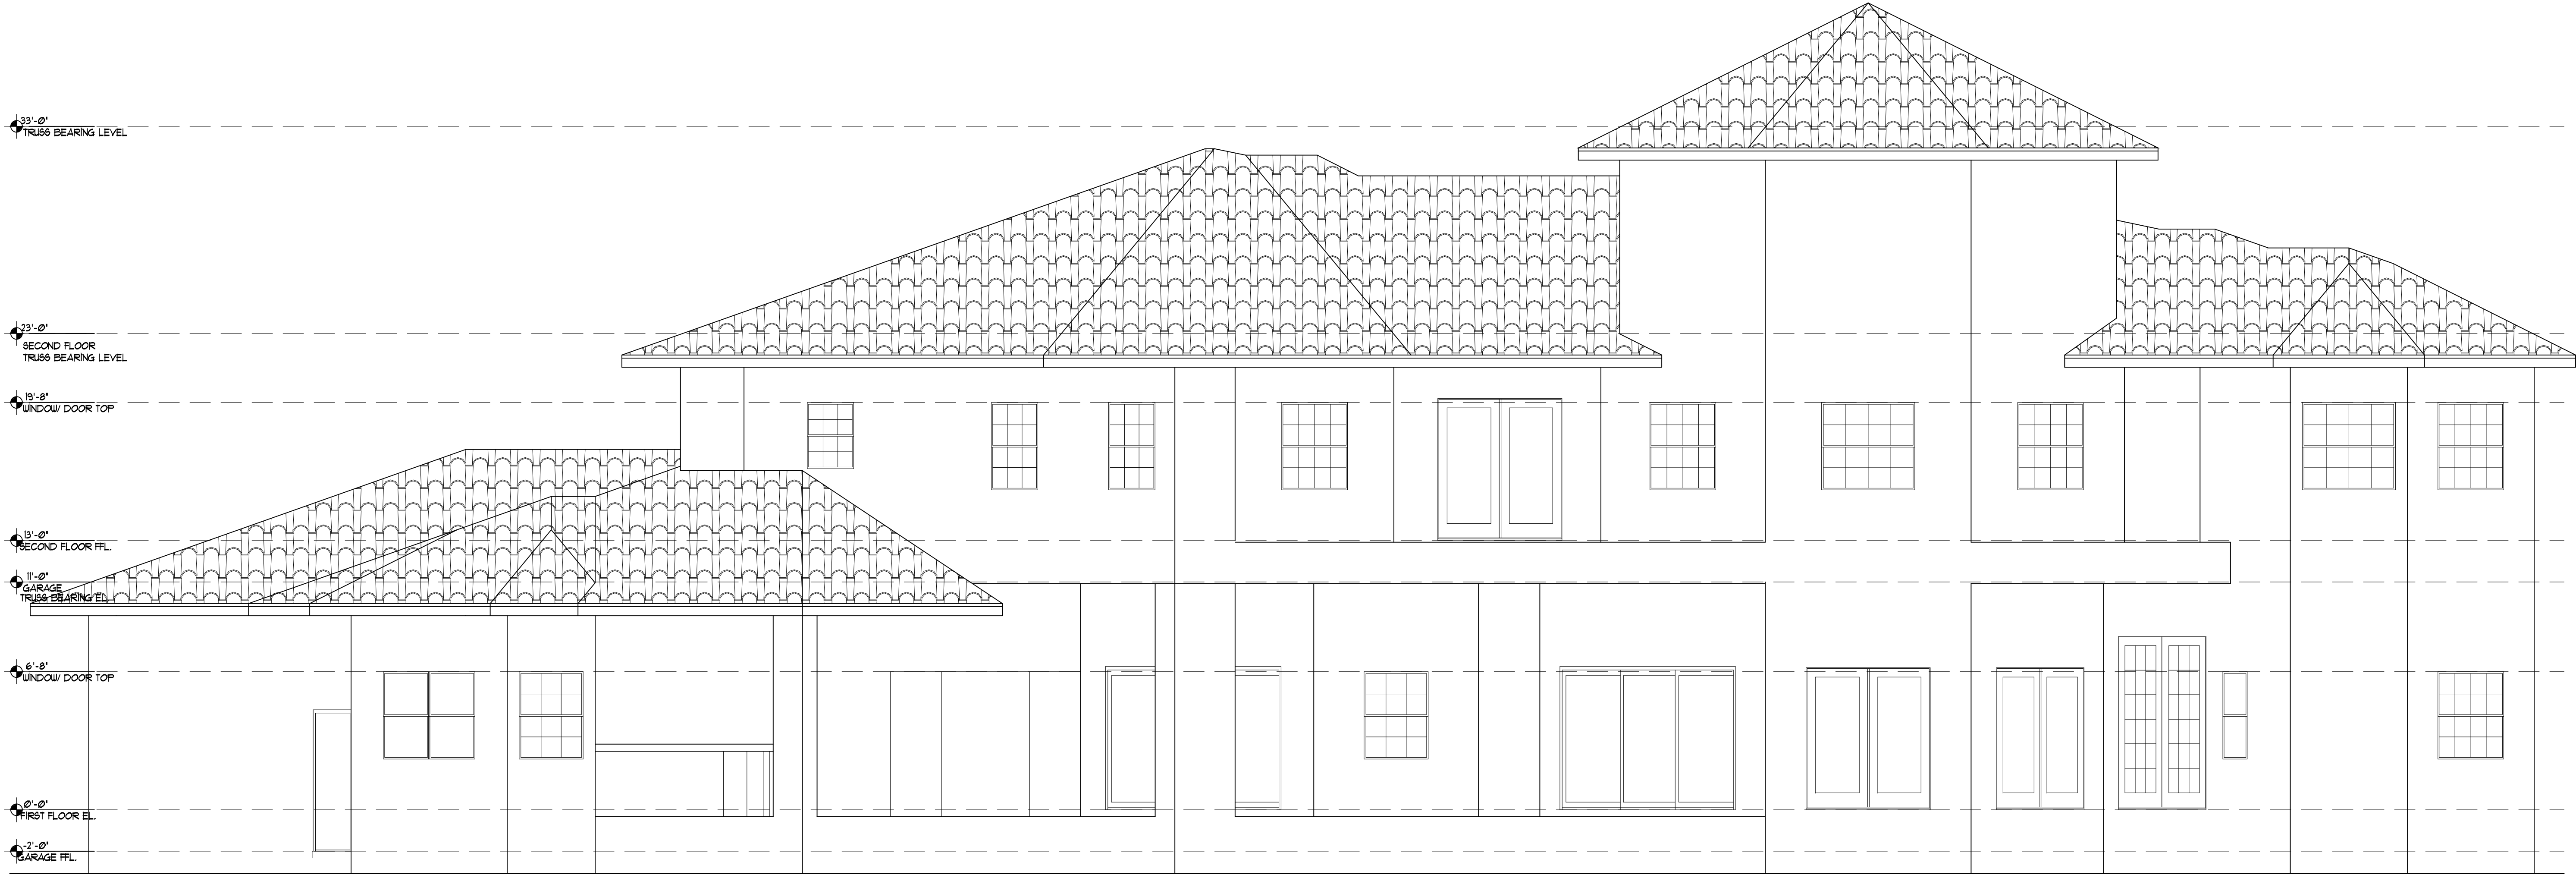 33'-0"
TRUSS BEARING LEVEL
23'-0"
SECOND FLOOR
TRUSS BEARING LEVEL
19'-8"
WINDOW/ DOOR TOP
13'-0"
SECOND FLOOR FFL.
11'-0"
GARAGE
TRUSS BEARING EL.
6'-8"
WINDOW/ DOOR TOP
0'-0"
FIRST FLOOR EL.
-2'-0"
GARAGE FFL.